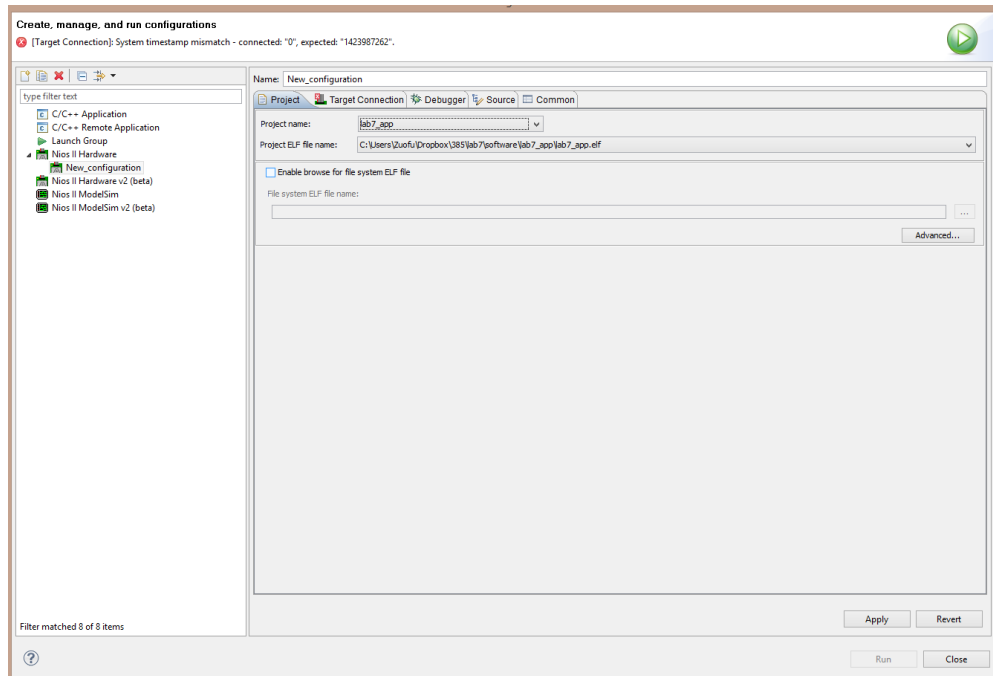 Create, manage, and run configurations
[Target Connection]: System timestamp mismatch - connected: "0", expected: "1423987262".
type filter text
C/C++ Application
C/C++ Remote Application
Launch Group
Nios II Hardware
New_configuration
Nios II Hardware v2 (beta)
Nios II ModelSim
Nios II ModelSim v2 (beta)
Filter matched 8 of 8 items
Name: New_configuration
Project Target Connection Debugger Source Common
Project name: lab7_app
Project ELF file name: C:\Users\Zuofu\Dropbox\385\lab7\software\lab7_app\lab7_app.elf
Enable browse for file system ELF file
File system ELF file name:
...
Advanced...
Apply Revert
Run Close